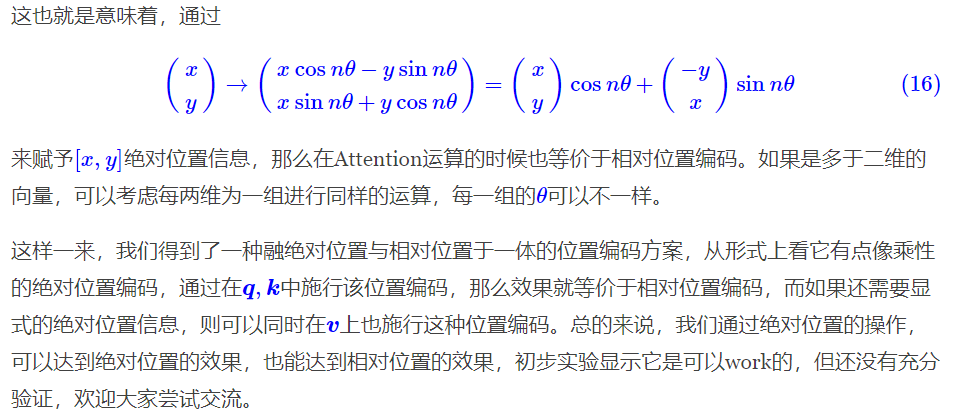 这也就是意味着，通过
$$\begin{pmatrix} x \\ y \end{pmatrix} \to \begin{pmatrix} x\cos n\theta - y\sin n\theta \\ x\sin n\theta + y\cos n\theta \end{pmatrix} = \begin{pmatrix} x \\ y \end{pmatrix} \cos n\theta + \begin{pmatrix} -y \\ x \end{pmatrix} \sin n\theta \quad (16)$$
来赋予[x, y]绝对位置信息，那么在Attention运算的时候也等价于相对位置编码。如果是多于二维的
向量，可以考虑每两维为一组进行同样的运算，每一组的θ可以不一样。
这样一来，我们得到了一种融绝对位置与相对位置于一体的位置编码方案，从形式上看它有点像乘性
的绝对位置编码，通过在q, k中施行该位置编码，那么效果就等价于相对位置编码，而如果还需要显
式的绝对位置信息，则可以同时在v上也施行这种位置编码。总的来说，我们通过绝对位置的操作，
可以达到绝对位置的效果，也能达到相对位置的效果，初步实验显示它是可以work的，但还没有充分
验证，欢迎大家尝试交流。